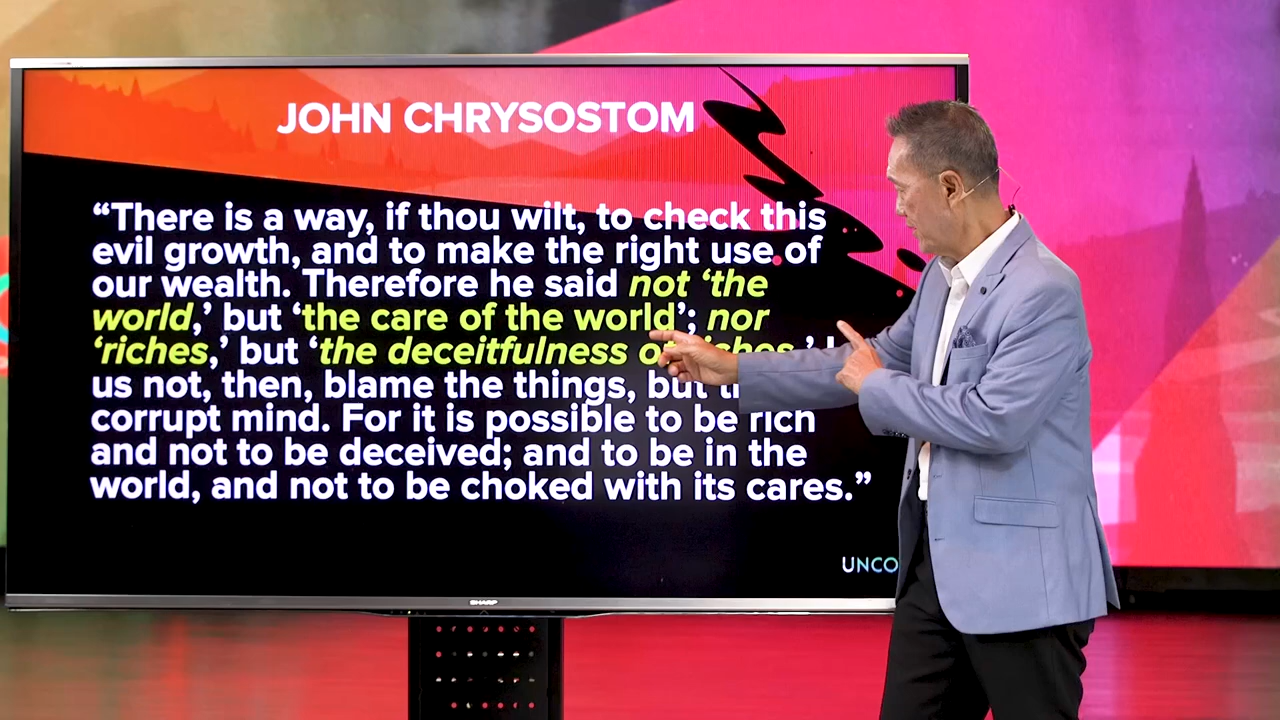 JOHN CHRYSOSTOM
“There is a way, if thou wilt, to check this
evil growth, and to make the right use of
our wealth. Therefore he said not ‘the
world,’ but ‘the care of the world’; nor
‘riches,’ but ‘the deceitfulness
us not, then, blame the things, but
corrupt mind. For it is possible to be rich
and not to be deceived; and to be in the
world, and not to be choked with its cares.”
UNCO
SHARP